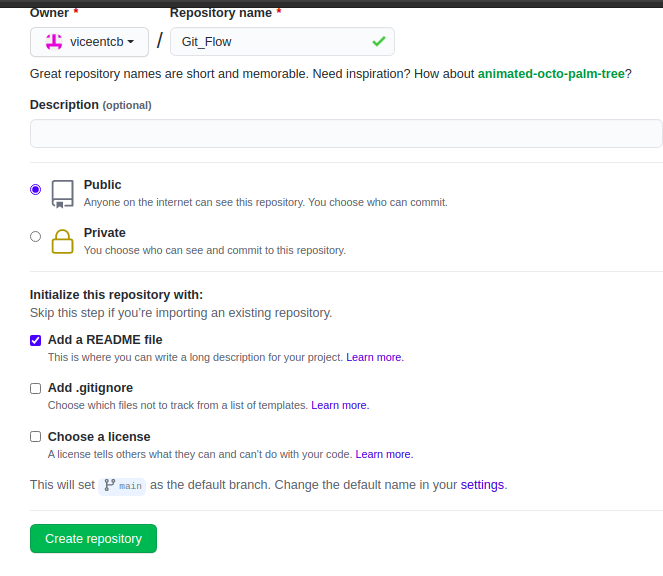 Owner * Repository name *
viceentcb / Git_Flow
Great repository names are short and memorable. Need inspiration? How about animated-octo-palm-tree?
Description (optional)
Public
Anyone on the internet can see this repository. You choose who can commit.
Private
You choose who can see and commit to this repository.
Initialize this repository with:
Skip this step if you're importing an existing repository.
Add a README file
This is where you can write a long description for your project. Learn more.
Add .gitignore
Choose which files not to track from a list of templates. Learn more.
Choose a license
A license tells others what they can and can't do with your code. Learn more.
This will set main as the default branch. Change the default name in your settings.
Create repository